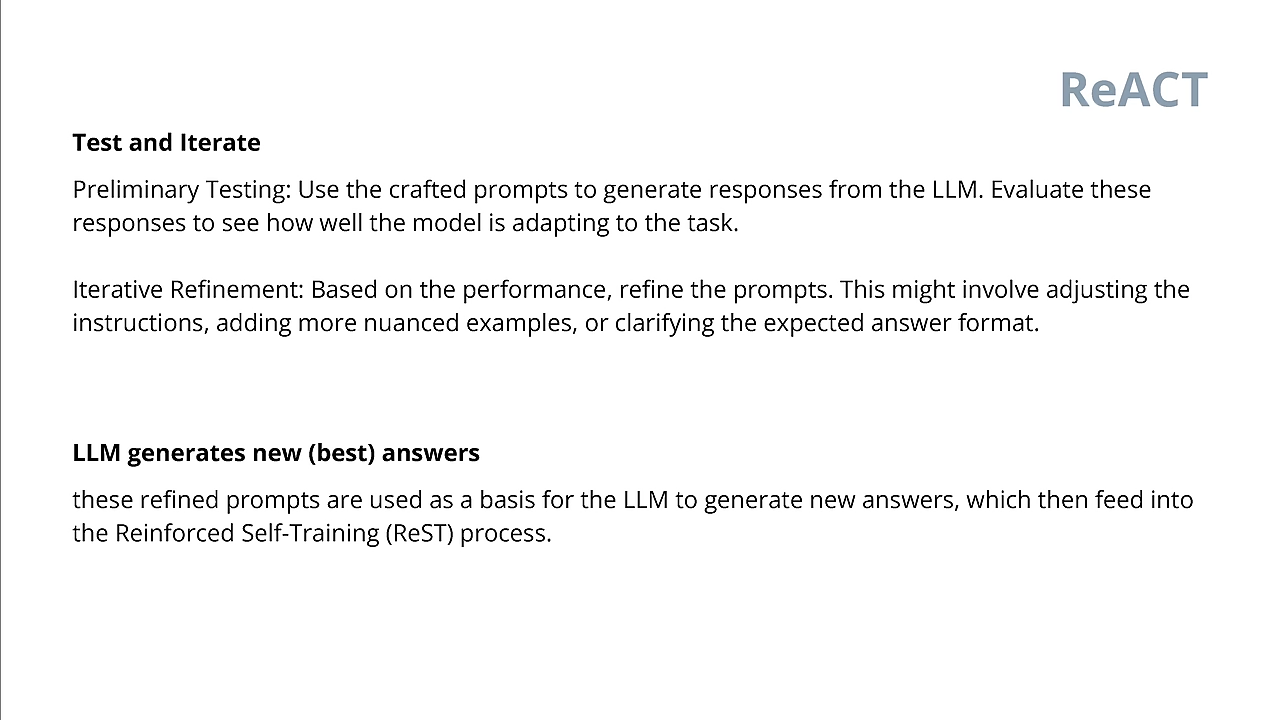 ReACT
Test and Iterate
Preliminary Testing: Use the crafted prompts to generate responses from the LLM. Evaluate these
responses to see how well the model is adapting to the task.
Iterative Refinement: Based on the performance, refine the prompts. This might involve adjusting the
instructions, adding more nuanced examples, or clarifying the expected answer format.
LLM generates new (best) answers
these refined prompts are used as a basis for the LLM to generate new answers, which then feed into
the Reinforced Self-Training (ReST) process.